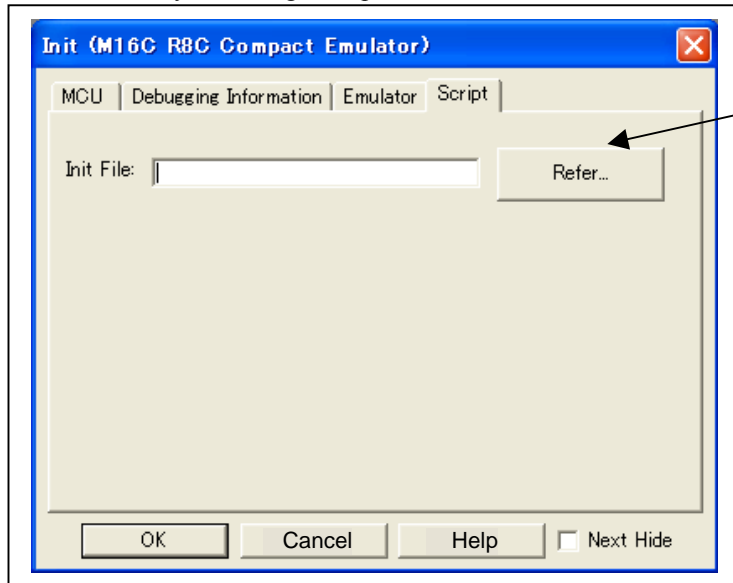 Init (M16C R8C Compact Emulator)
MCU Debugging Information Emulator Script
Init File: Refer...
OK Cancel Help Next Hide